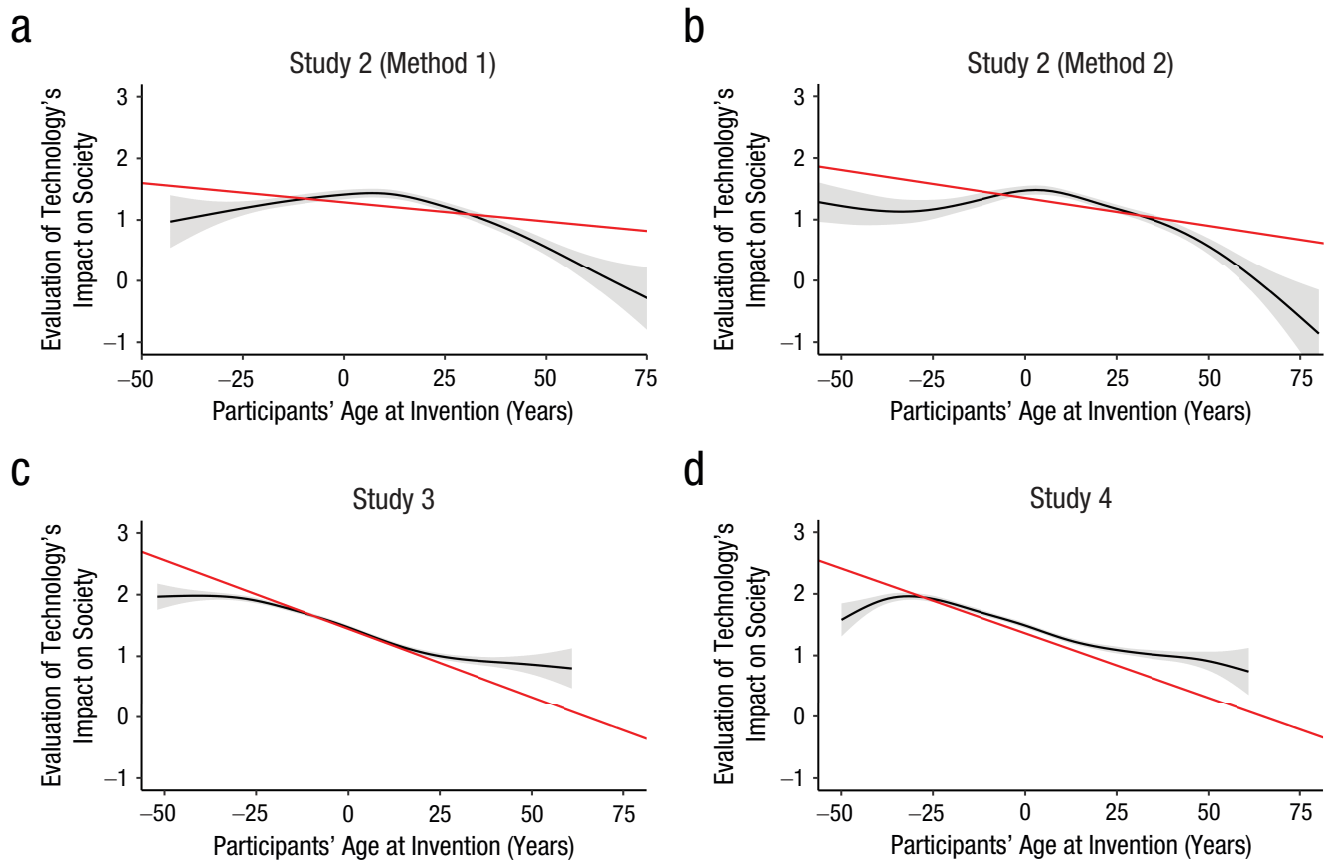 a
Study 2 (Method 1)
Evaluation of Technology's
Impact on Society
3
2
1
0
–1
–50
–25
0
25
50
75
Participants' Age at Invention (Years)
b
Study 2 (Method 2)
Evaluation of Technology's
Impact on Society
3
2
1
0
–1
–50
–25
0
25
50
75
Participants' Age at Invention (Years)
c
Study 3
Evaluation of Technology's
Impact on Society
3
2
1
0
–1
–50
–25
0
25
50
75
Participants' Age at Invention (Years)
d
Study 4
Evaluation of Technology's
Impact on Society
3
2
1
0
–1
–50
–25
0
25
50
75
Participants' Age at Invention (Years)